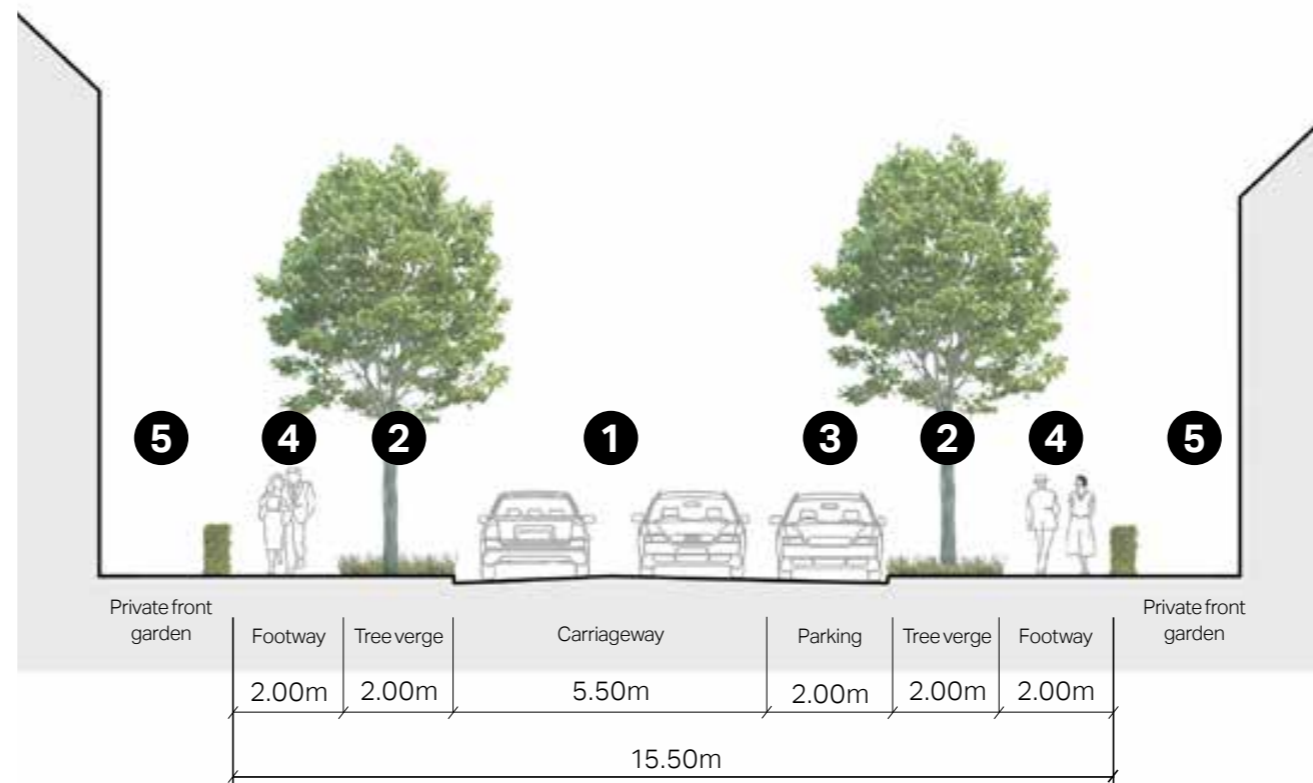 5 4 2 1 3 2 4 5
Private front
garden
Footway Tree verge Carriageway Parking Tree verge Footway
Private front
garden
2.00m 2.00m 5.50m 2.00m 2.00m 2.00m
15.50m